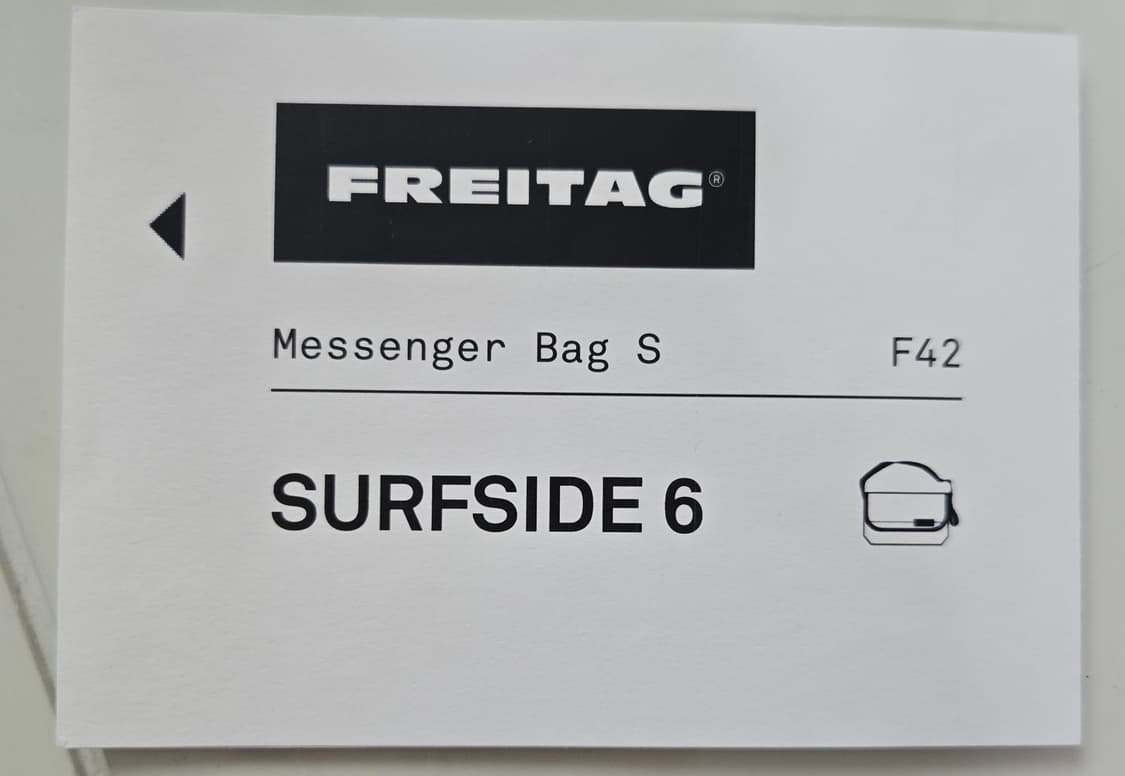 FREITAG®
Messenger Bag S F42
SURFSIDE 6